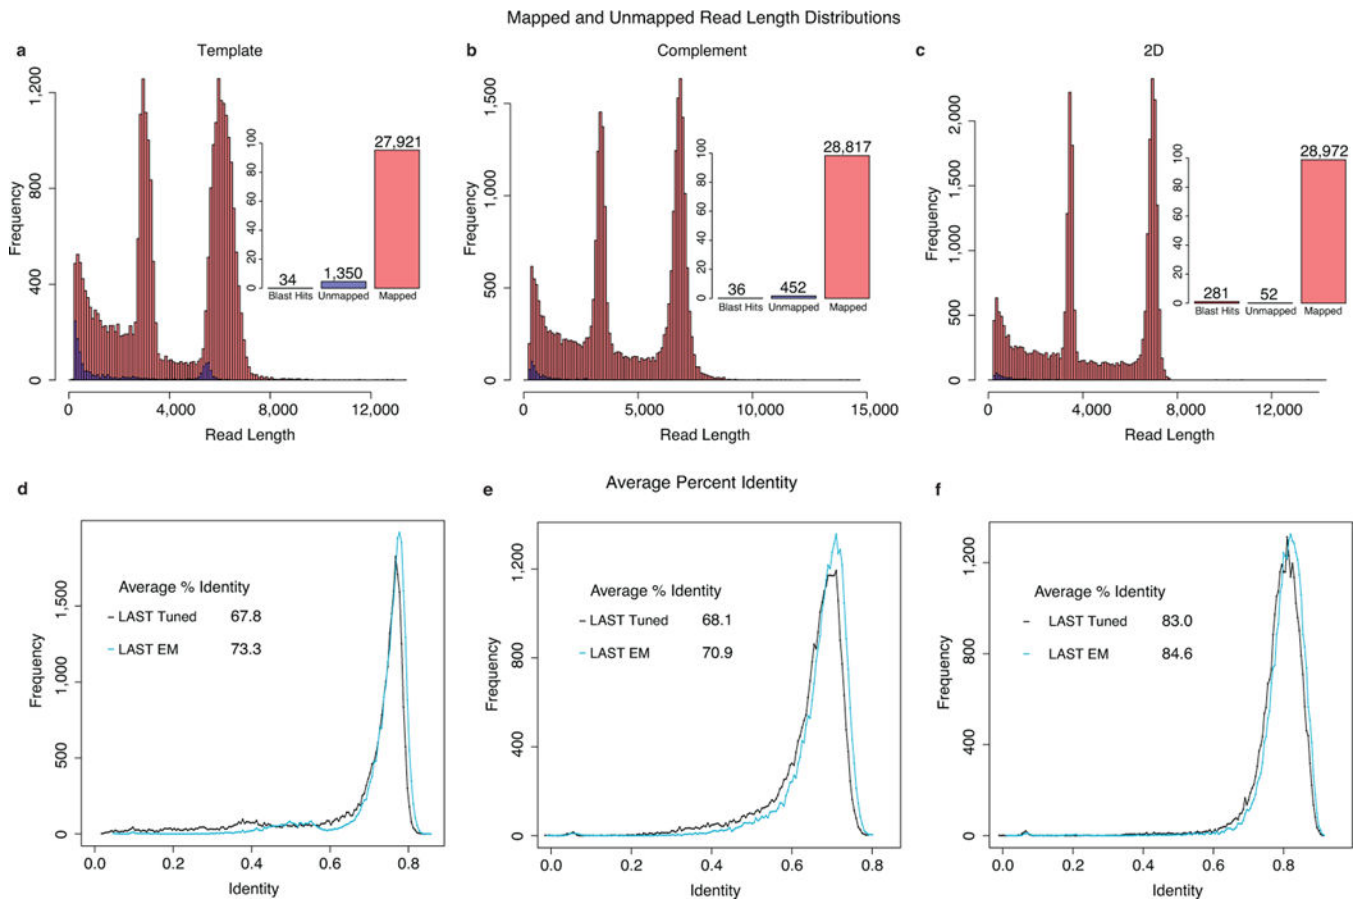 Mapped and Unmapped Read Length Distributions
a
Template
Frequency
0
400
800
1,200
0
4,000
8,000
12,000
Read Length
0
20
40
60
80
100
34
1,350
27,921
Blast Hits
Unmapped
Mapped
b
Complement
Frequency
0
500
1,000
1,500
0
5,000
10,000
15,000
Read Length
0
20
40
60
80
100
36
452
28,817
Blast Hits
Unmapped
Mapped
c
2D
Frequency
0
500
1,000
1,500
2,000
0
4,000
8,000
12,000
Read Length
0
20
40
60
80
100
281
52
28,972
Blast Hits
Unmapped
Mapped
Average Percent Identity
d
Frequency
0
500
1,000
1,500
Average % Identity
LAST Tuned 67.8
LAST EM 73.3
0.0
0.2
0.4
0.6
0.8
Identity
e
Frequency
0
400
800
1,200
Average % Identity
LAST Tuned 68.1
LAST EM 70.9
0.0
0.2
0.4
0.6
0.8
Identity
f
Frequency
0
400
800
1,200
Average % Identity
LAST Tuned 83.0
LAST EM 84.6
0.0
0.2
0.4
0.6
0.8
Identity